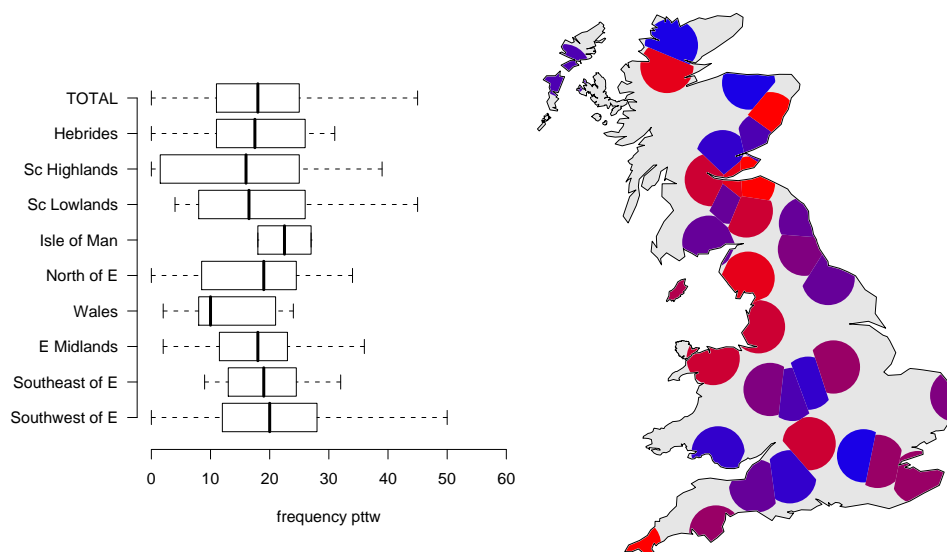 TOTAL
Hebrides
Sc Highlands
Sc Lowlands
Isle of Man
North of E
Wales
E Midlands
Southeast of E
Southwest of E
0 10 20 30 40 50 60
frequency pttw